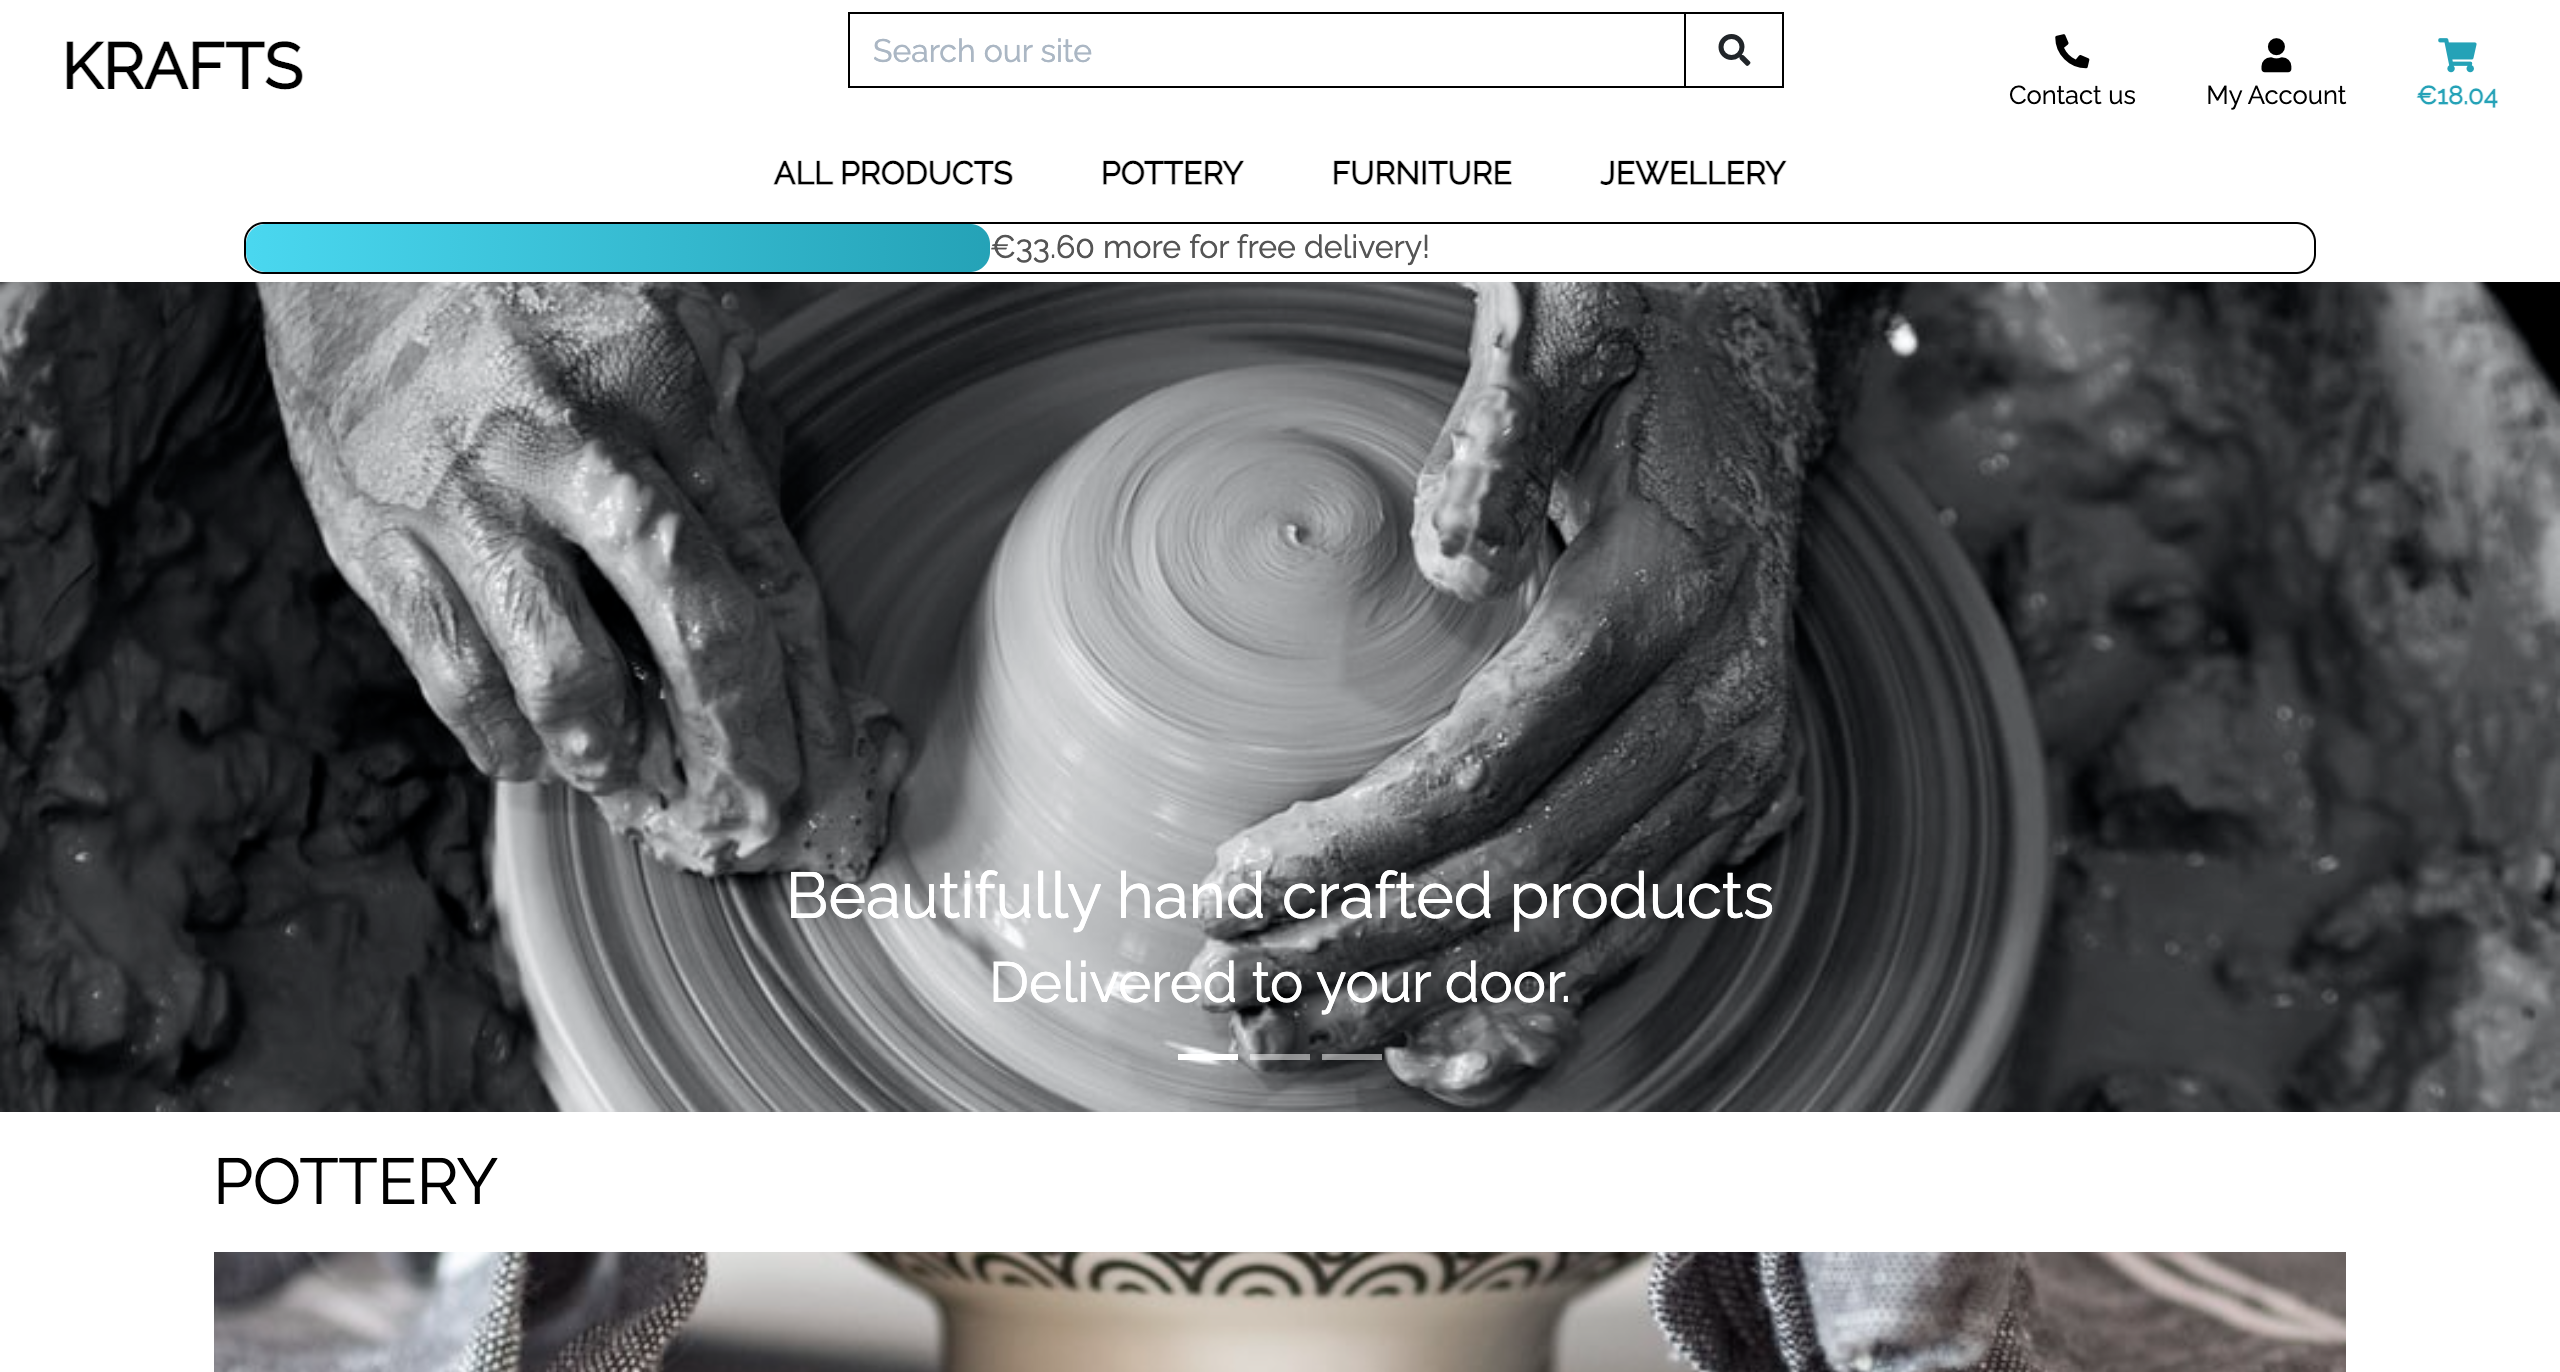 KRAFTS
Search our site
Contact us
My Account
€18.04
ALL PRODUCTS POTTERY FURNITURE JEWELLERY
€33.60 more for free delivery!
Beautifully hand crafted products
Delivered to your door.
POTTERY